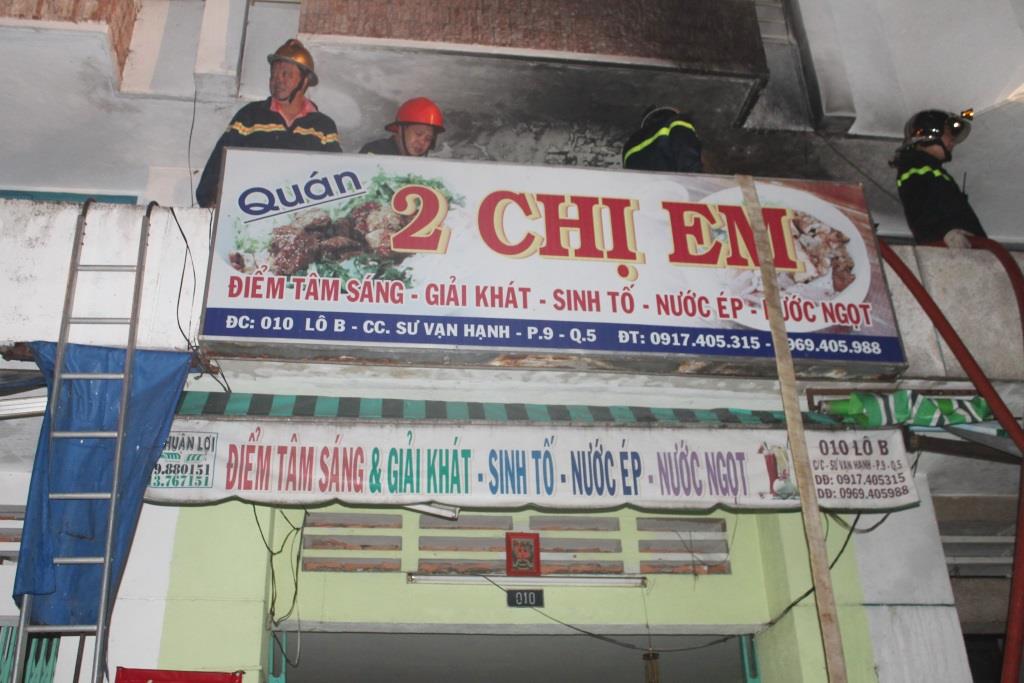 Quán
2 CHỊ EM
ĐIỂM TÂM SÁNG - GIẢI KHÁT - SINH TỐ - NƯỚC ÉP - NƯỚC NGỌT
ĐC: 010 LÔ B - CC. SƯ VẠN HẠNH - P.9 - Q.5 ĐT: 0917.405.315 - 0969.405.988
HUẬN LỢI
9.880151
3.767151
ĐIỂM TÂM SÁNG & GIẢI KHÁT - SINH TỐ - NƯỚC ÉP - NƯỚC NGỌT
010 LÔ B
C/C - SƯ VẠN HẠNH - P.9 - Q.5
DĐ: 0917.405315
DĐ: 0969.405988
010